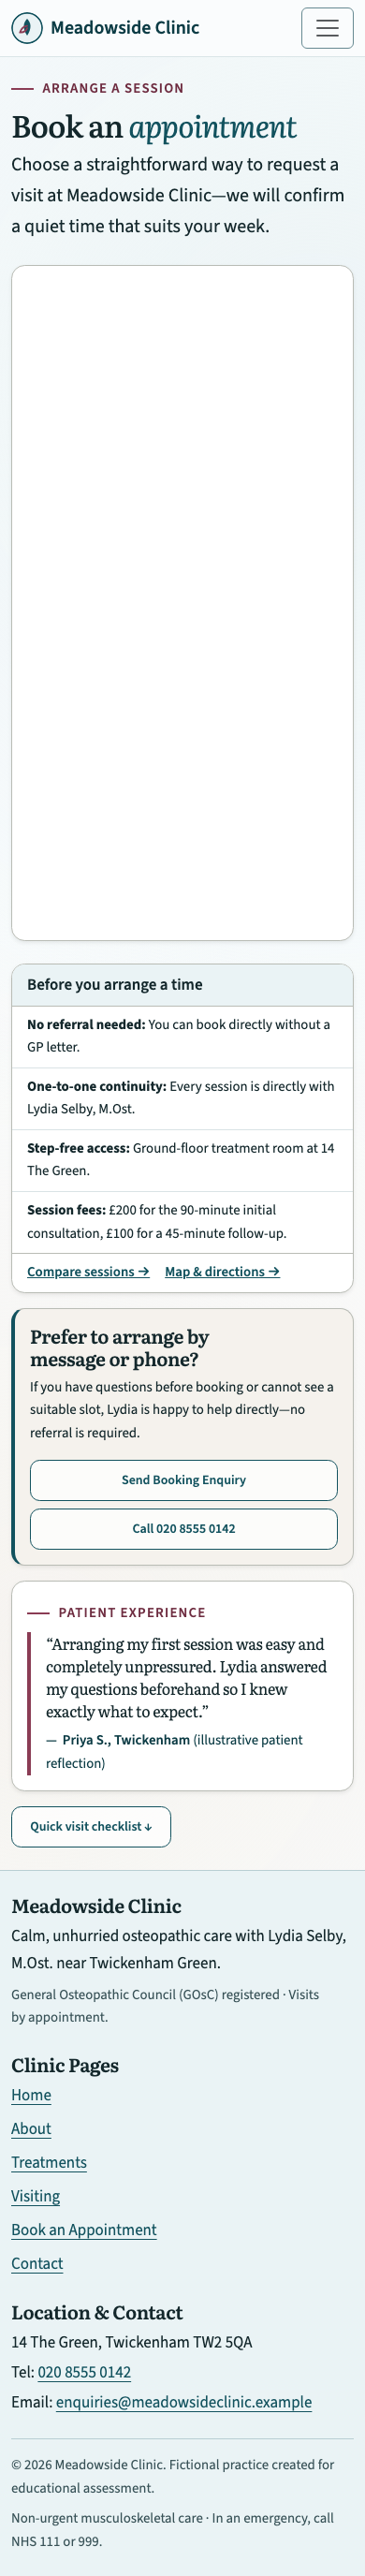 Meadowside Clinic
ARRANGE A SESSION
Book an appointment
Choose a straightforward way to request a
visit at Meadowside Clinic—we will confirm
a quiet time that suits your week.
Before you arrange a time
No referral needed: You can book directly without a
GP letter.
One-to-one continuity: Every session is directly with
Lydia Selby, M.Ost.
Step-free access: Ground-floor treatment room at 14
The Green.
Session fees: £200 for the 90-minute initial
consultation, £100 for a 45-minute follow-up.
Compare sessions → Map & directions →
Prefer to arrange by
message or phone?
If you have questions before booking or cannot see a
suitable slot, Lydia is happy to help directly—no
referral is required.
Send Booking Enquiry
Call 020 8555 0142
PATIENT EXPERIENCE
“Arranging my first session was easy and
completely unpressured. Lydia answered
my questions beforehand so I knew
exactly what to expect.”
— Priya S., Twickenham (illustrative patient
reflection)
Quick visit checklist ↓
Meadowside Clinic
Calm, unhurried osteopathic care with Lydia Selby,
M.Ost. near Twickenham Green.
General Osteopathic Council (GOsC) registered · Visits
by appointment.
Clinic Pages
Home
About
Treatments
Visiting
Book an Appointment
Contact
Location & Contact
14 The Green, Twickenham TW2 5QA
Tel: 020 8555 0142
Email: enquiries@meadowsideclinic.example
© 2026 Meadowside Clinic. Fictional practice created for
educational assessment.
Non-urgent musculoskeletal care · In an emergency, call
NHS 111 or 999.